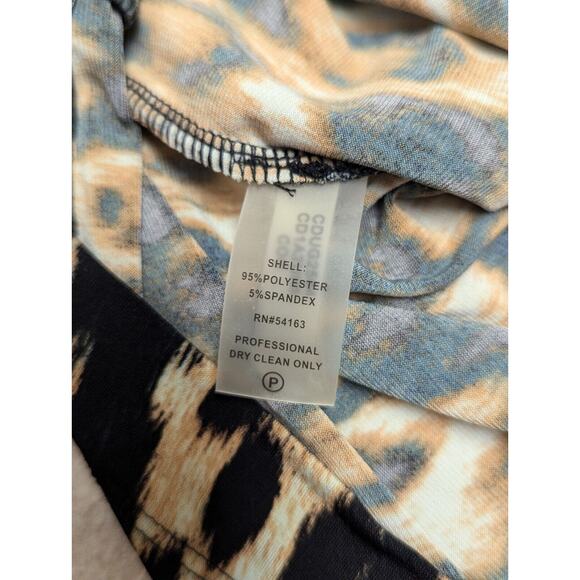 SHELL:
95%POLYESTER
5%SPANDEX
RN#54163
PROFESSIONAL
DRY CLEAN ONLY
P